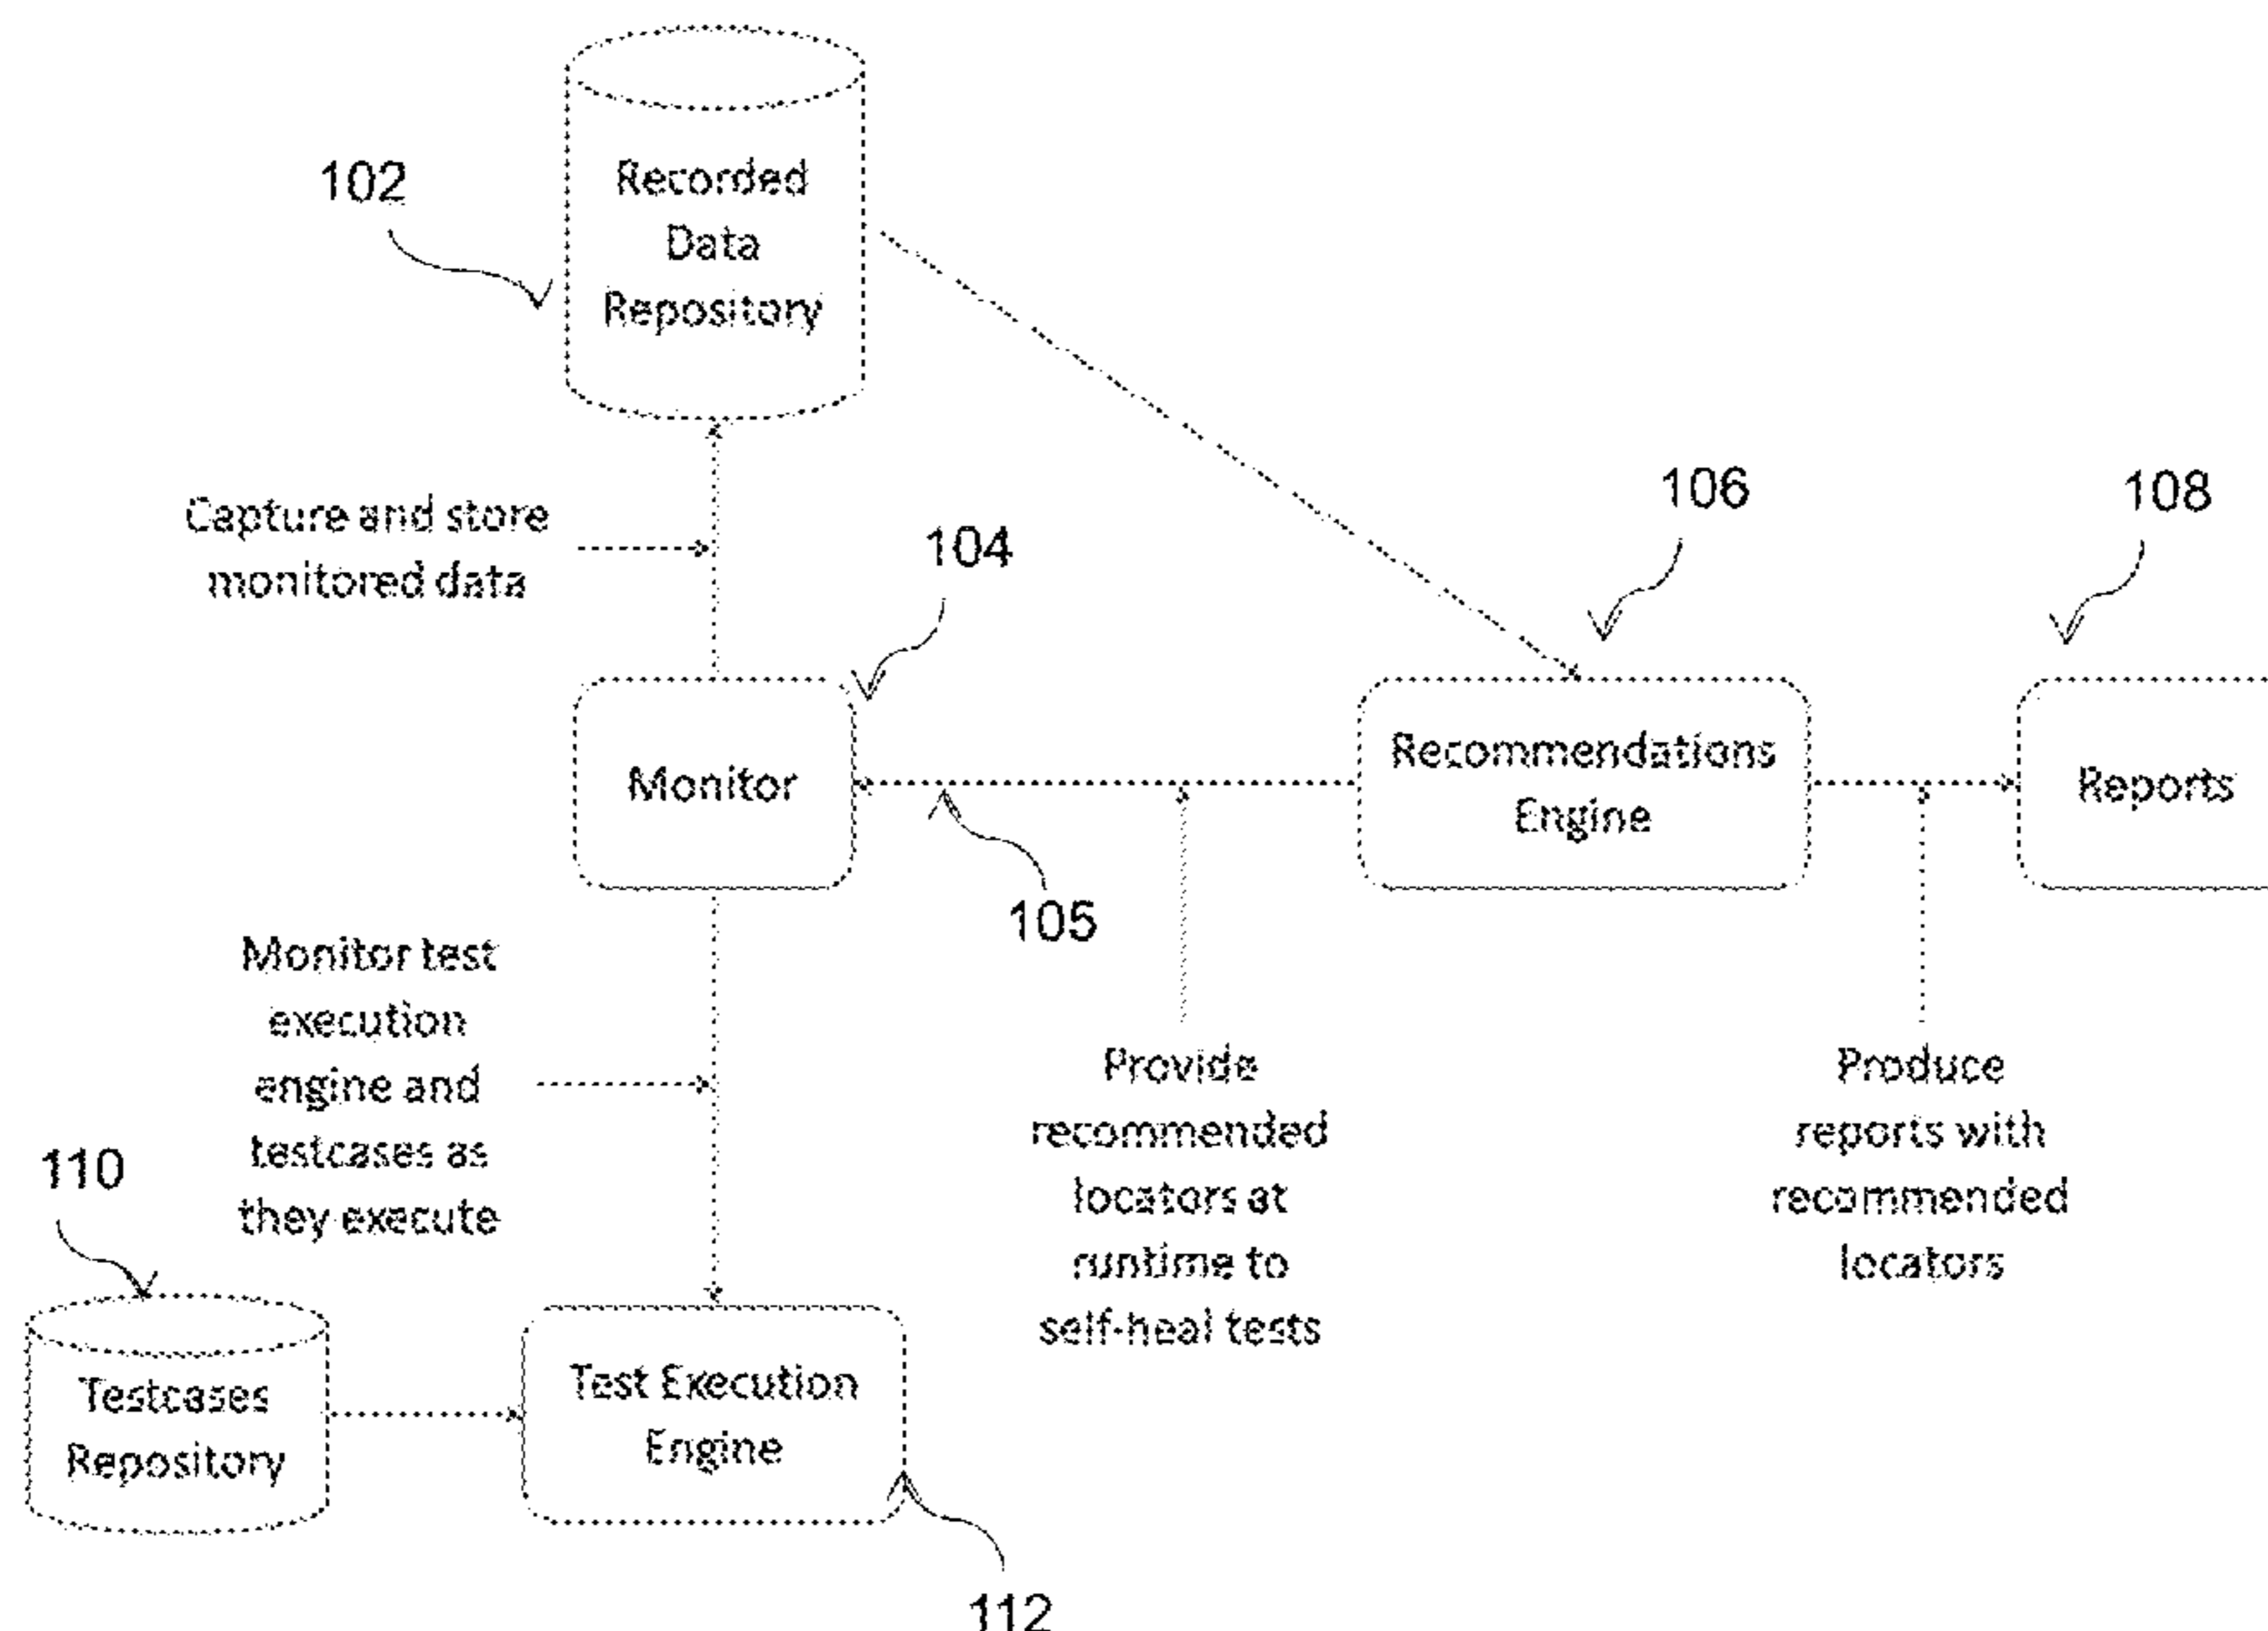 102
Recorded
Data
Repository
Capture and store
monitored data
104
106
108
Monitor
Recommendations
Engine
Reports
105
Monitor test
execution
engine and
testcases as
they execute
Provide
recommended
locators at
runtime to
self-heal tests
Produce
reports with
recommended
locators
110
Testcases
Repository
Test Execution
Engine
112